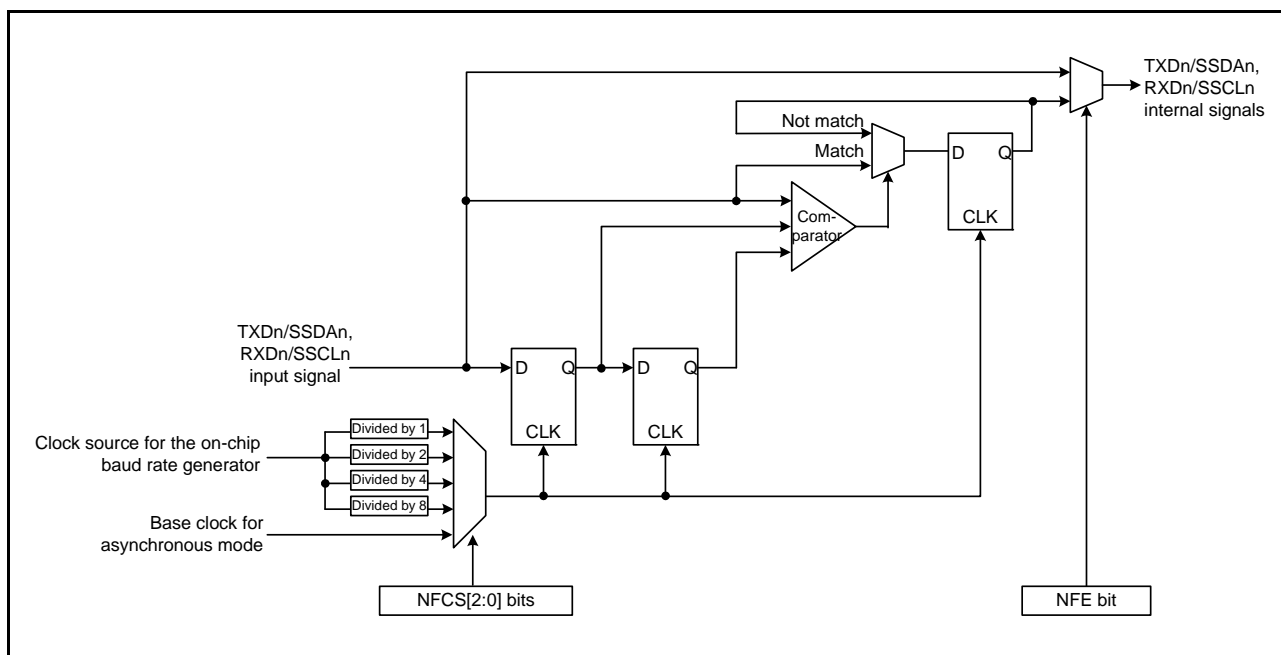 TXDn/SSDAn,
RXDn/SSCLn
internal signals
Not match
Match
D
Q
CLK
Com-
parator
TXDn/SSDAn,
RXDn/SSCLn
input signal
D
Q
CLK
D
Q
CLK
Clock source for the on-chip
baud rate generator
Divided by 1
Divided by 2
Divided by 4
Divided by 8
Base clock for
asynchronous mode
NFCS[2:0] bits
NFE bit